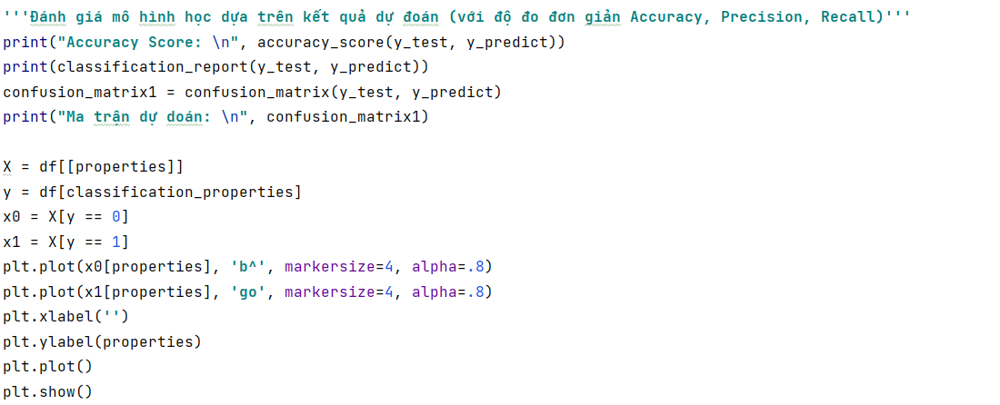 '''Đánh giá mô hình học dựa trên kết quả dự đoán (với độ đo đơn giản Accuracy, Precision, Recall)'''
print("Accuracy Score: \n", accuracy_score(y_test, y_predict))
print(classification_report(y_test, y_predict))
confusion_matrix1 = confusion_matrix(y_test, y_predict)
print("Ma trận dự doán: \n", confusion_matrix1)
X = df[[properties]]
y = df[classification_properties]
x0 = X[y == 0]
x1 = X[y == 1]
plt.plot(x0[properties], 'b^', markersize=4, alpha=.8)
plt.plot(x1[properties], 'go', markersize=4, alpha=.8)
plt.xlabel('')
plt.ylabel(properties)
plt.plot()
plt.show()